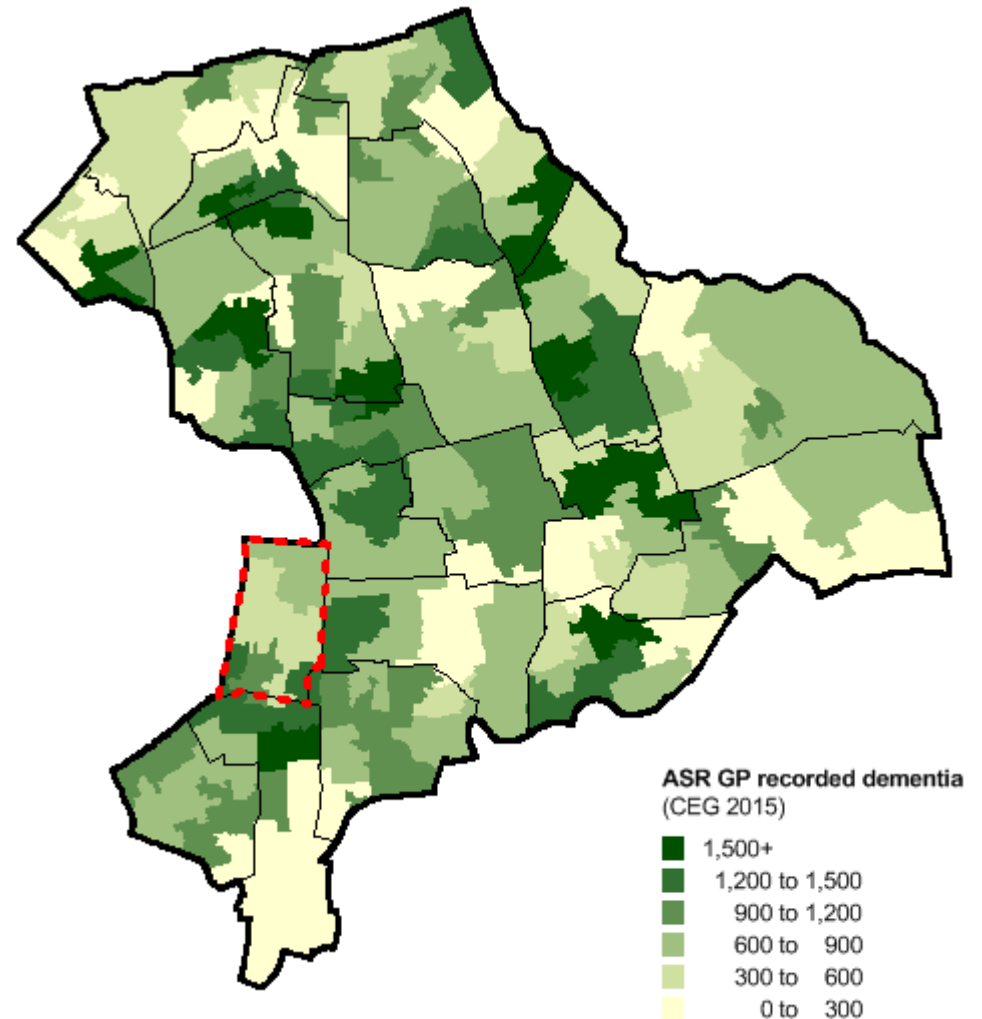 ASR GP recorded dementia
(CEG 2015)
1,500+
1,200 to 1,500
900 to 1,200
600 to 900
300 to 600
0 to 300